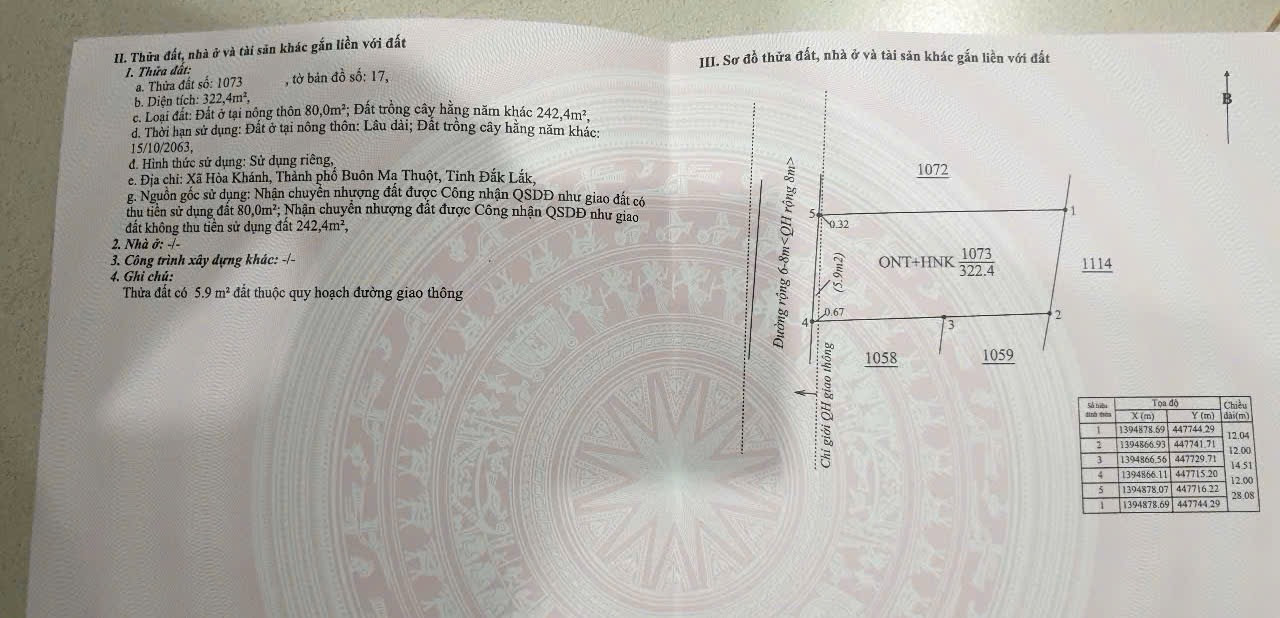 II. Thửa đất, nhà ở và tài sản khác gắn liền với đất
1. Thửa đất:
a. Thửa đất số: 1073 , tờ bản đồ số: 17,
b. Diện tích: 322,4m²,
c. Loại đất: Đất ở tại nông thôn 80,0m²; Đất trồng cây hằng năm khác 242,4m²,
d. Thời hạn sử dụng: Đất ở tại nông thôn: Lâu dài; Đất trồng cây hằng năm khác:
15/10/2063,
đ. Hình thức sử dụng: Sử dụng riêng,
e. Địa chỉ: Xã Hòa Khánh, Thành phố Buôn Ma Thuột, Tỉnh Đắk Lắk,
g. Nguồn gốc sử dụng: Nhận chuyển nhượng đất được Công nhận QSDĐ như giao đất có
thu tiền sử dụng đất 80,0m²; Nhận chuyển nhượng đất được Công nhận QSDĐ như giao
đất không thu tiền sử dụng đất 242,4m²,
2. Nhà ở: -/-
3. Công trình xây dựng khác: -/-
4. Ghi chú:
Thửa đất có 5.9 m² đất thuộc quy hoạch đường giao thông
III. Sơ đồ thửa đất, nhà ở và tài sản khác gắn liền với đất
B
1072
Đường rộng 6-8m<QH rộng 8m>
5
0.32
1
(5.9m2)
ONT+HNK 1073
322.4
1114
4
0.67
3
2
1058
1059
Chỉ giới QH giao thông
Số hiệu đỉnh thửa Tọa độ Chiều dài(m)
X (m) Y (m)
1 1394878.69 447744.29
12.04
2 1394866.93 447741.71
12.00
3 1394866.56 447729.71
14.51
4 1394866.11 447715.20
12.00
5 1394878.07 447716.22
28.08
1 1394878.69 447744.29